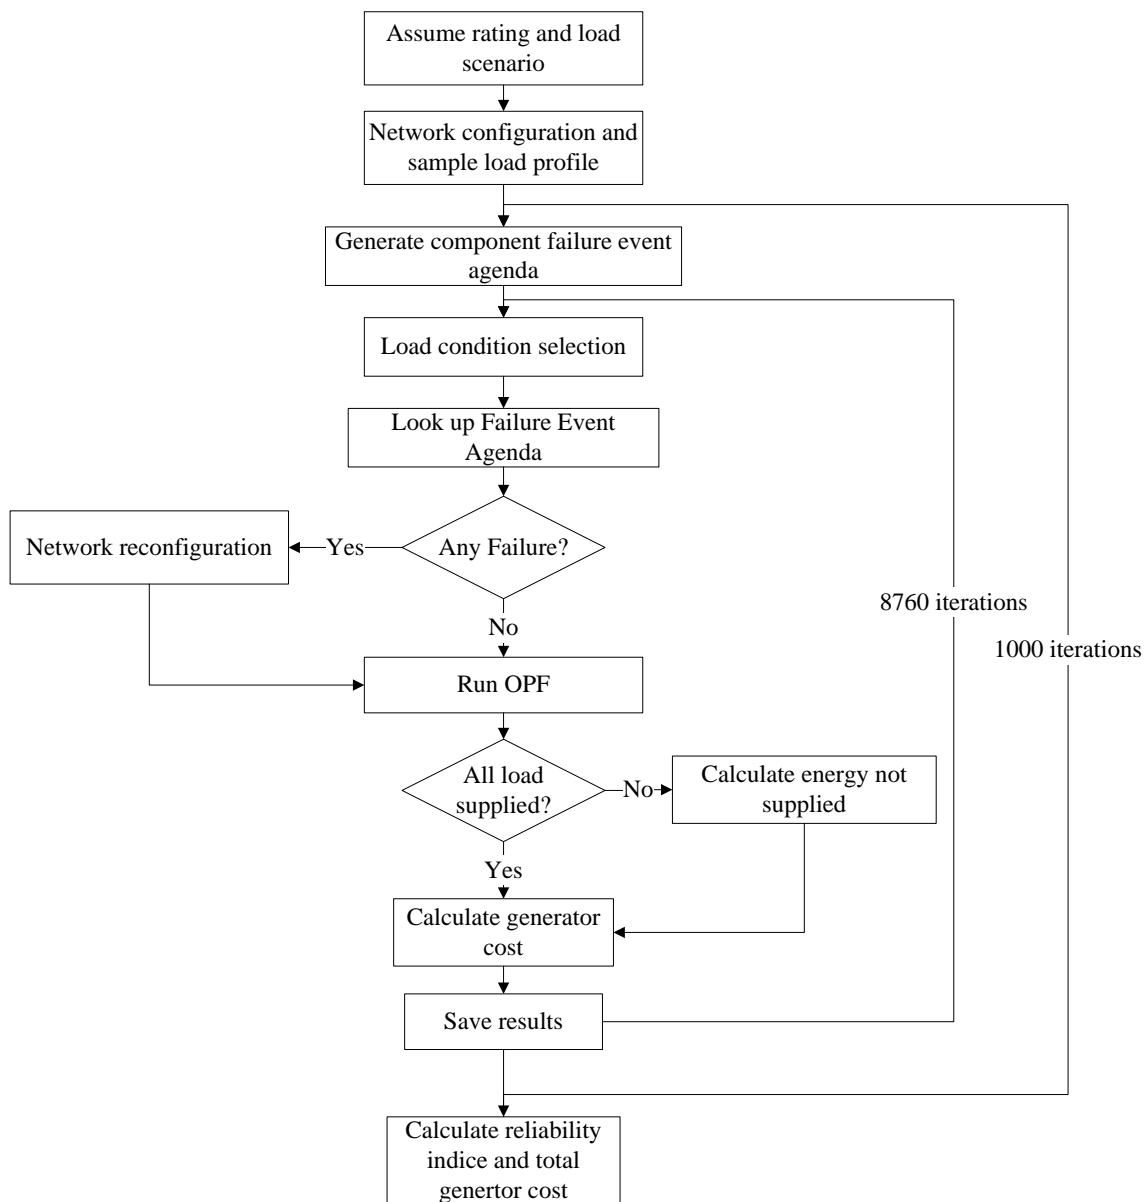 Assume rating and load
scenario
Network configuration and
sample load profile
Generate component failure event
agenda
Load condition selection
Look up Failure Event
Agenda
Network reconfiguration
Yes
Any Failure?
8760 iterations
No
1000 iterations
Run OPF
All load
supplied?
No
Calculate energy not
supplied
Yes
Calculate generator
cost
Save results
Calculate reliability
indice and total
genertor cost